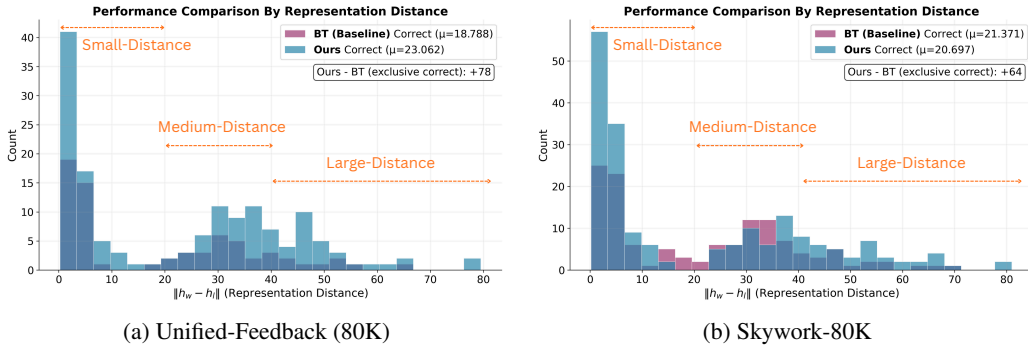 Performance Comparison By Representation Distance
Small-Distance
BT (Baseline) Correct (μ=18.788)
Ours Correct (μ=23.062)
Ours - BT (exclusive correct): +78
Medium-Distance
Large-Distance
Count
0
5
10
15
20
25
30
35
40
0 10 20 30 40 50 60 70 80
‖h_w − h_l‖ (Representation Distance)
(a) Unified-Feedback (80K)
Performance Comparison By Representation Distance
Small-Distance
BT (Baseline) Correct (μ=21.371)
Ours Correct (μ=20.697)
Ours - BT (exclusive correct): +64
Medium-Distance
Large-Distance
Count
0
10
20
30
40
50
0 10 20 30 40 50 60 70 80
‖h_w − h_l‖ (Representation Distance)
(b) Skywork-80K